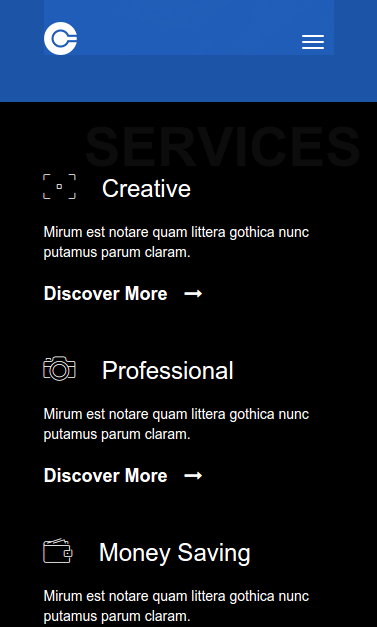 SERVICES
Creative
Mirum est notare quam littera gothica nunc
putamus parum claram.
Discover More
Professional
Mirum est notare quam littera gothica nunc
putamus parum claram.
Discover More
Money Saving
Mirum est notare quam littera gothica nunc
putamus parum claram.